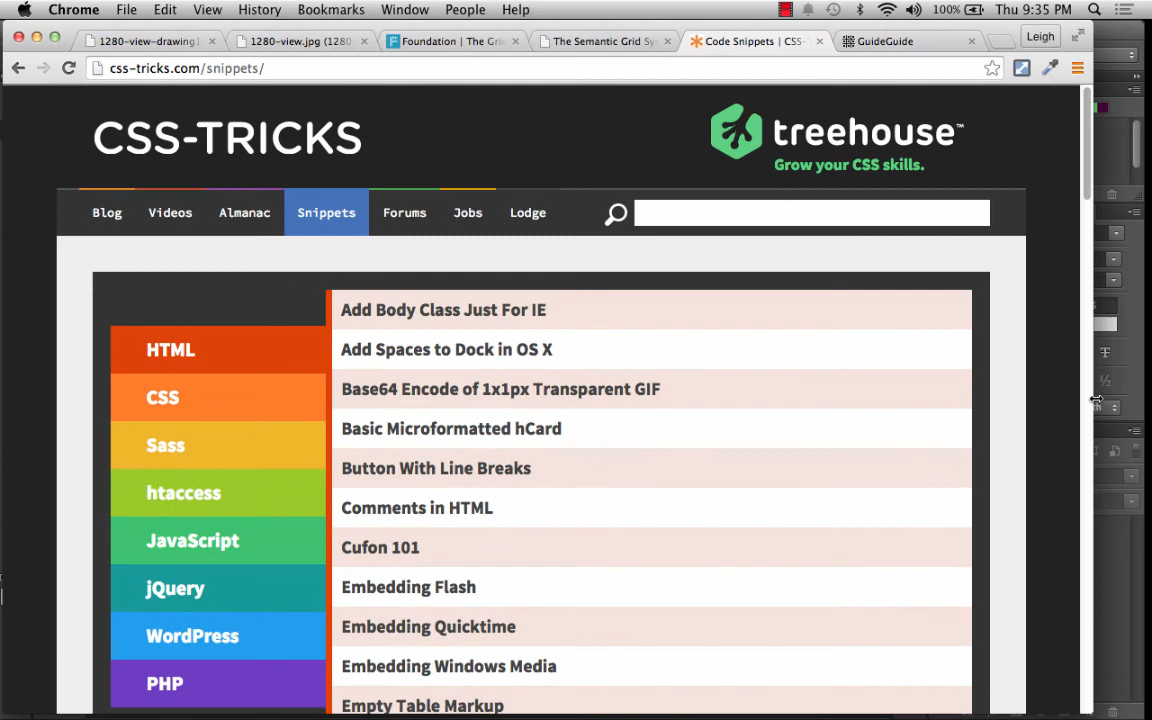 Chrome File Edit View History Bookmarks Window People Help 100% Thu 9:35 PM
1280-view-drawing1 1280-view.jpg (1280 Foundation | The Gri The Semantic Grid Sys Code Snippets | CSS- GuideGuide Leigh
css-tricks.com/snippets/
CSS-TRICKS
treehouse™
Grow your CSS skills.
Blog Videos Almanac Snippets Forums Jobs Lodge
Add Body Class Just For IE
HTML
Add Spaces to Dock in OS X
CSS
Base64 Encode of 1x1px Transparent GIF
Sass
Basic Microformatted hCard
Button With Line Breaks
htaccess
Comments in HTML
JavaScript
Cufon 101
jQuery
Embedding Flash
WordPress
Embedding Quicktime
PHP
Embedding Windows Media
Empty Table Markup